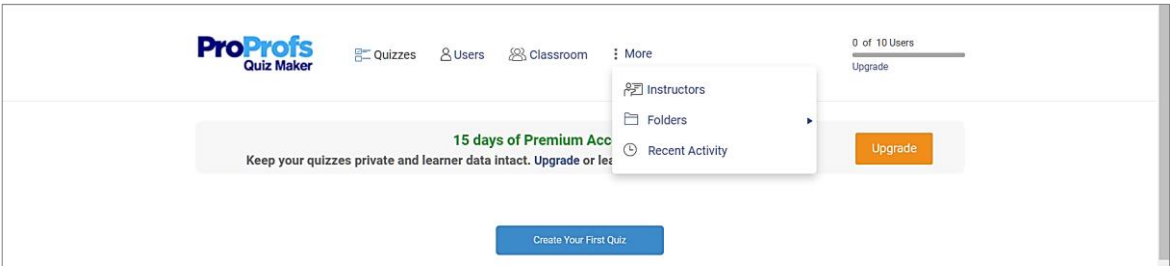 ProProfs
Quiz Maker
Quizzes
Users
Classroom
More
0 of 10 Users
Upgrade
Instructors
Folders
Recent Activity
15 days of Premium Acc
Keep your quizzes private and learner data intact. Upgrade or lea
Upgrade
Create Your First Quiz